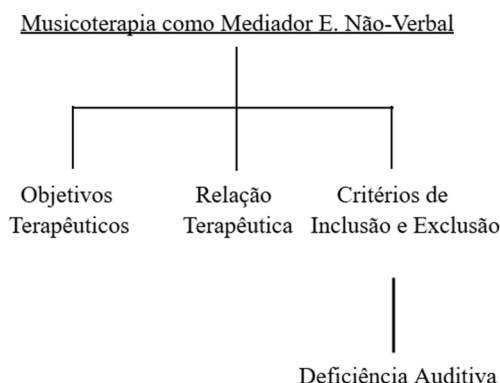 Musicoterapia como Mediador E. Não-Verbal
Objetivos
Terapêuticos
Relação
Terapêutica
Critérios de
Inclusão e Exclusão
Deficiência Auditiva